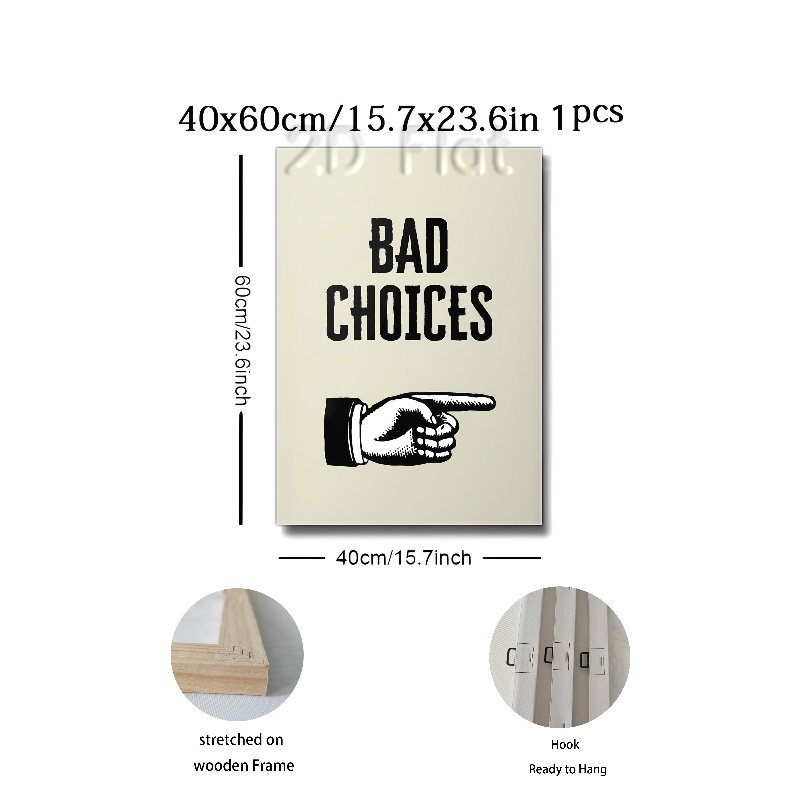 40x60cm/15.7x23.6in 1pcs
2D Flat
BAD
CHOICES
60cm/23.6inch
40cm/15.7inch
stretched on
wooden Frame
Hook
Ready to Hang